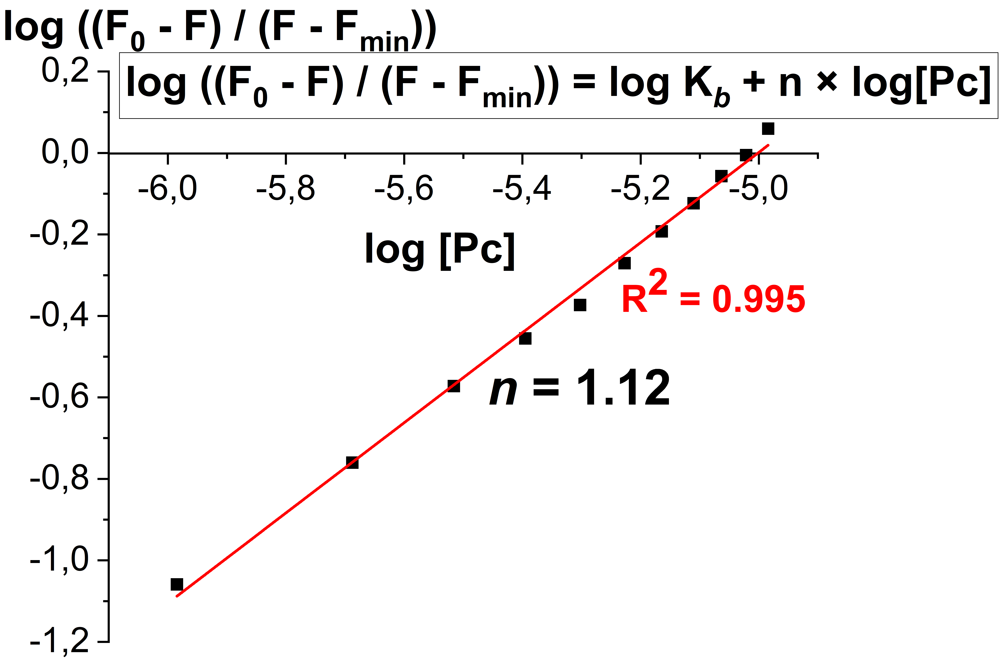 log ((F₀ - F) / (F - Fmin))
log ((F₀ - F) / (F - Fmin)) = log Kb + n × log[Pc]
0,2
0,0
-6,0 -5,8 -5,6 -5,4 -5,2 -5,0
-0,2
log [Pc]
R² = 0.995
-0,4
n = 1.12
-0,6
-0,8
-1,0
-1,2